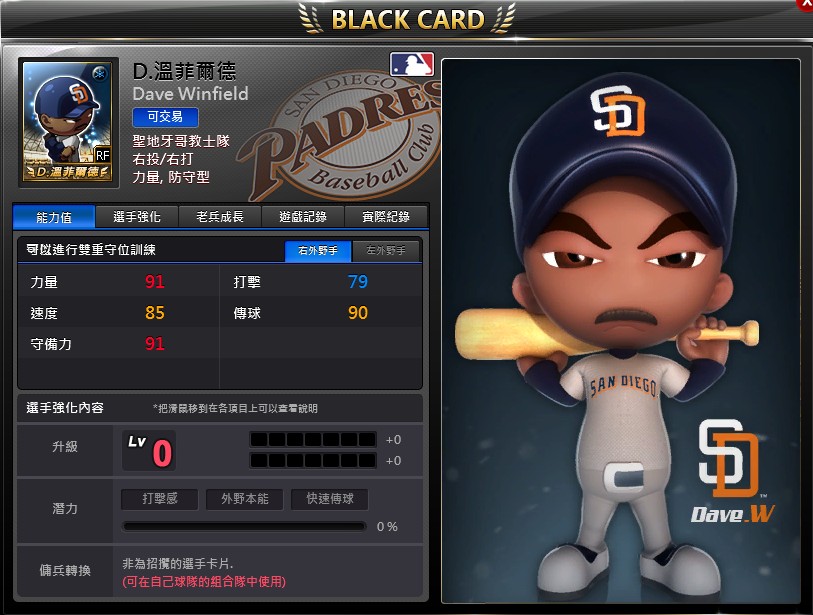 BLACK CARD
X
D.溫菲爾德
Dave Winfield
可交易
聖地牙哥教士隊
右投/右打
力量, 防守型
SD
RF
D.溫菲爾德
SAN DIEGO
PADRES
Baseball Club
能力值 選手強化 老兵成長 遊戲記錄 實際紀錄
可以進行雙重守位訓練 右外野手 左外野手
力量 91 打擊 79
速度 85 傳球 90
守備力 91
選手強化內容 *把滑鼠移到在各項目上可以查看說明
升級 Lv 0 +0
+0
潛力 打擊感 外野本能 快速傳球
0 %
傭兵轉換 非為招攬的選手卡片.
(可在自己球隊的組合隊中使用)
SD
SAN DIEGO
SD
TM
Dave.W